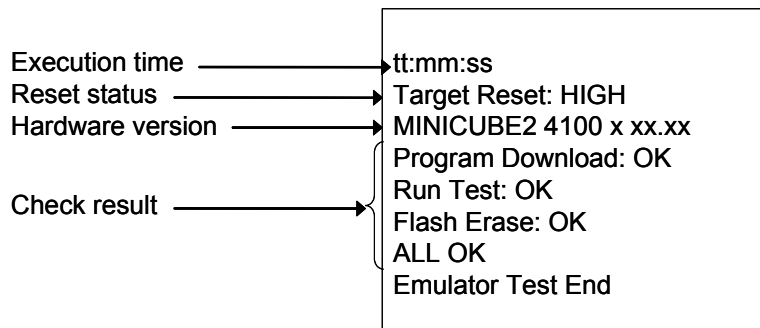 Execution time
tt:mm:ss
Reset status
Target Reset: HIGH
Hardware version
MINICUBE2 4100 x xx.xx
Check result
Program Download: OK
Run Test: OK
Flash Erase: OK
ALL OK
Emulator Test End